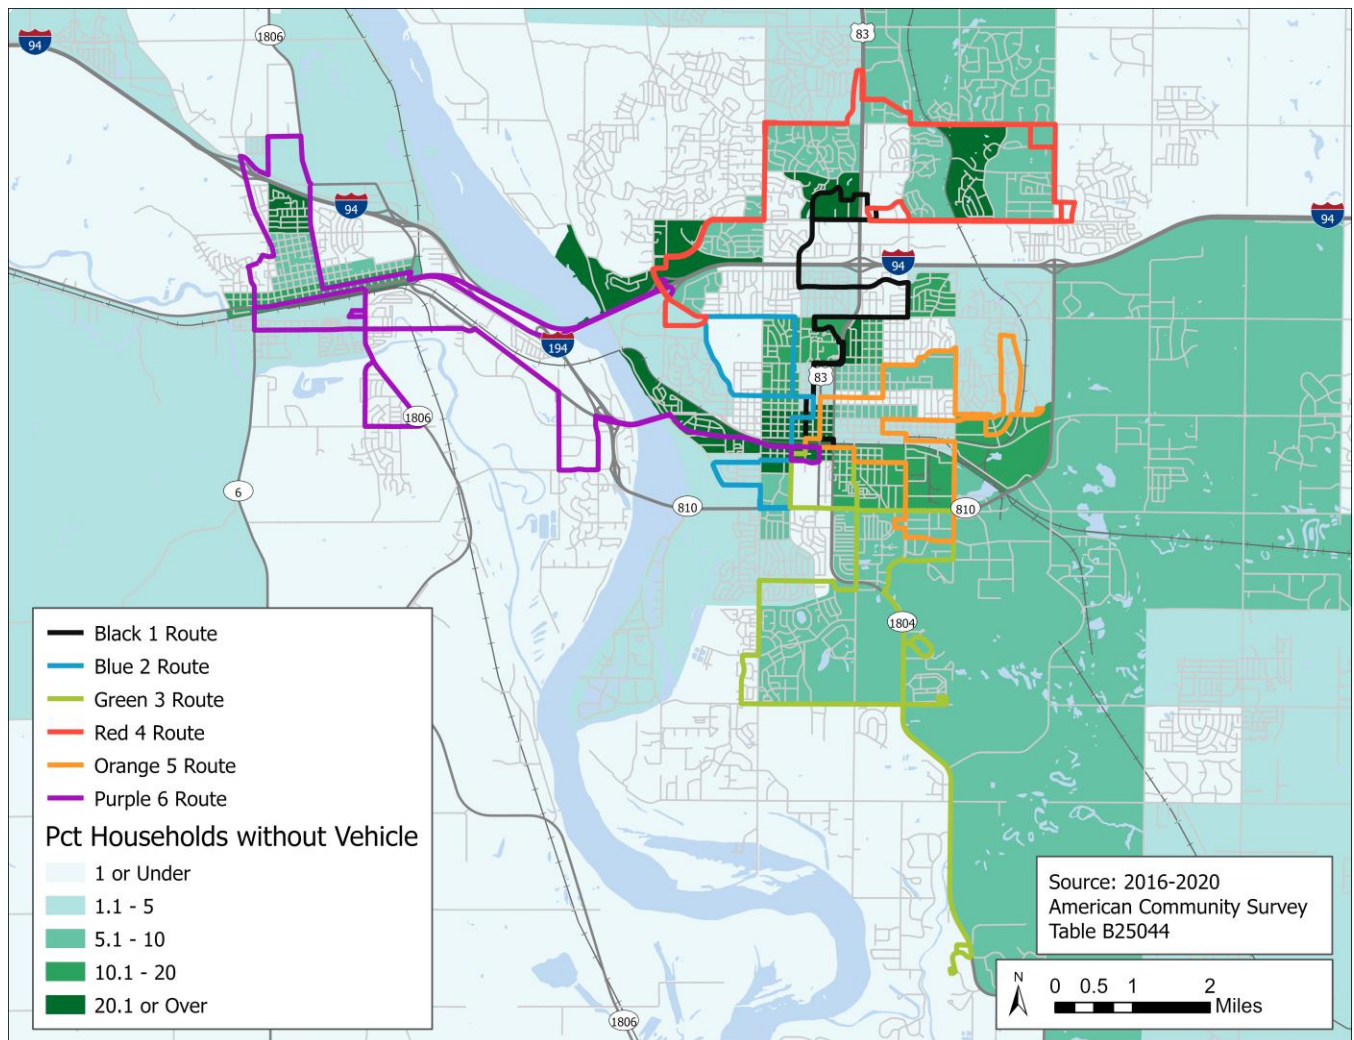 94
1806
83
94
94
94
194
83
1806
6
810
810
1804
Black 1 Route
Blue 2 Route
Green 3 Route
Red 4 Route
Orange 5 Route
Purple 6 Route
Pct Households without Vehicle
1 or Under
1.1 - 5
5.1 - 10
10.1 - 20
20.1 or Over
Source: 2016-2020
American Community Survey
Table B25044
N
0 0.5 1 2
Miles
1806